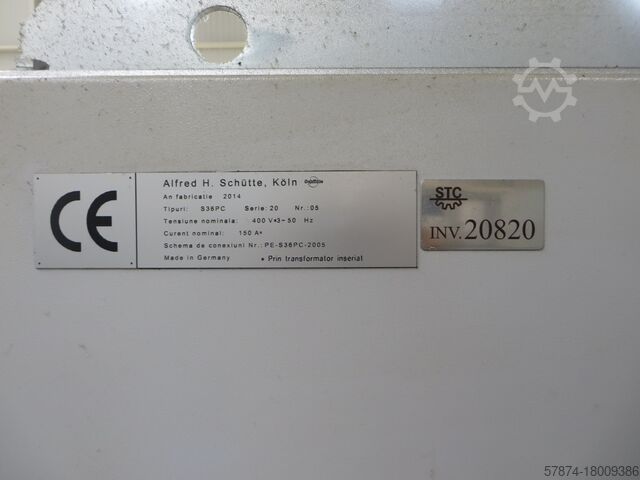 CE
Alfred H. Schütte, Köln
An fabricatie 2014
Tipuri: S36PC Serie: 20 Nr.: 05
Tensiune nominala: 400 V*3~50 Hz
Curent nominal: 150 A*
Schema de conexiuni Nr.: PE-S36PC-2005
Made in Germany * Prin transformator inseriat
STC
INV. 20820
57874-18009386